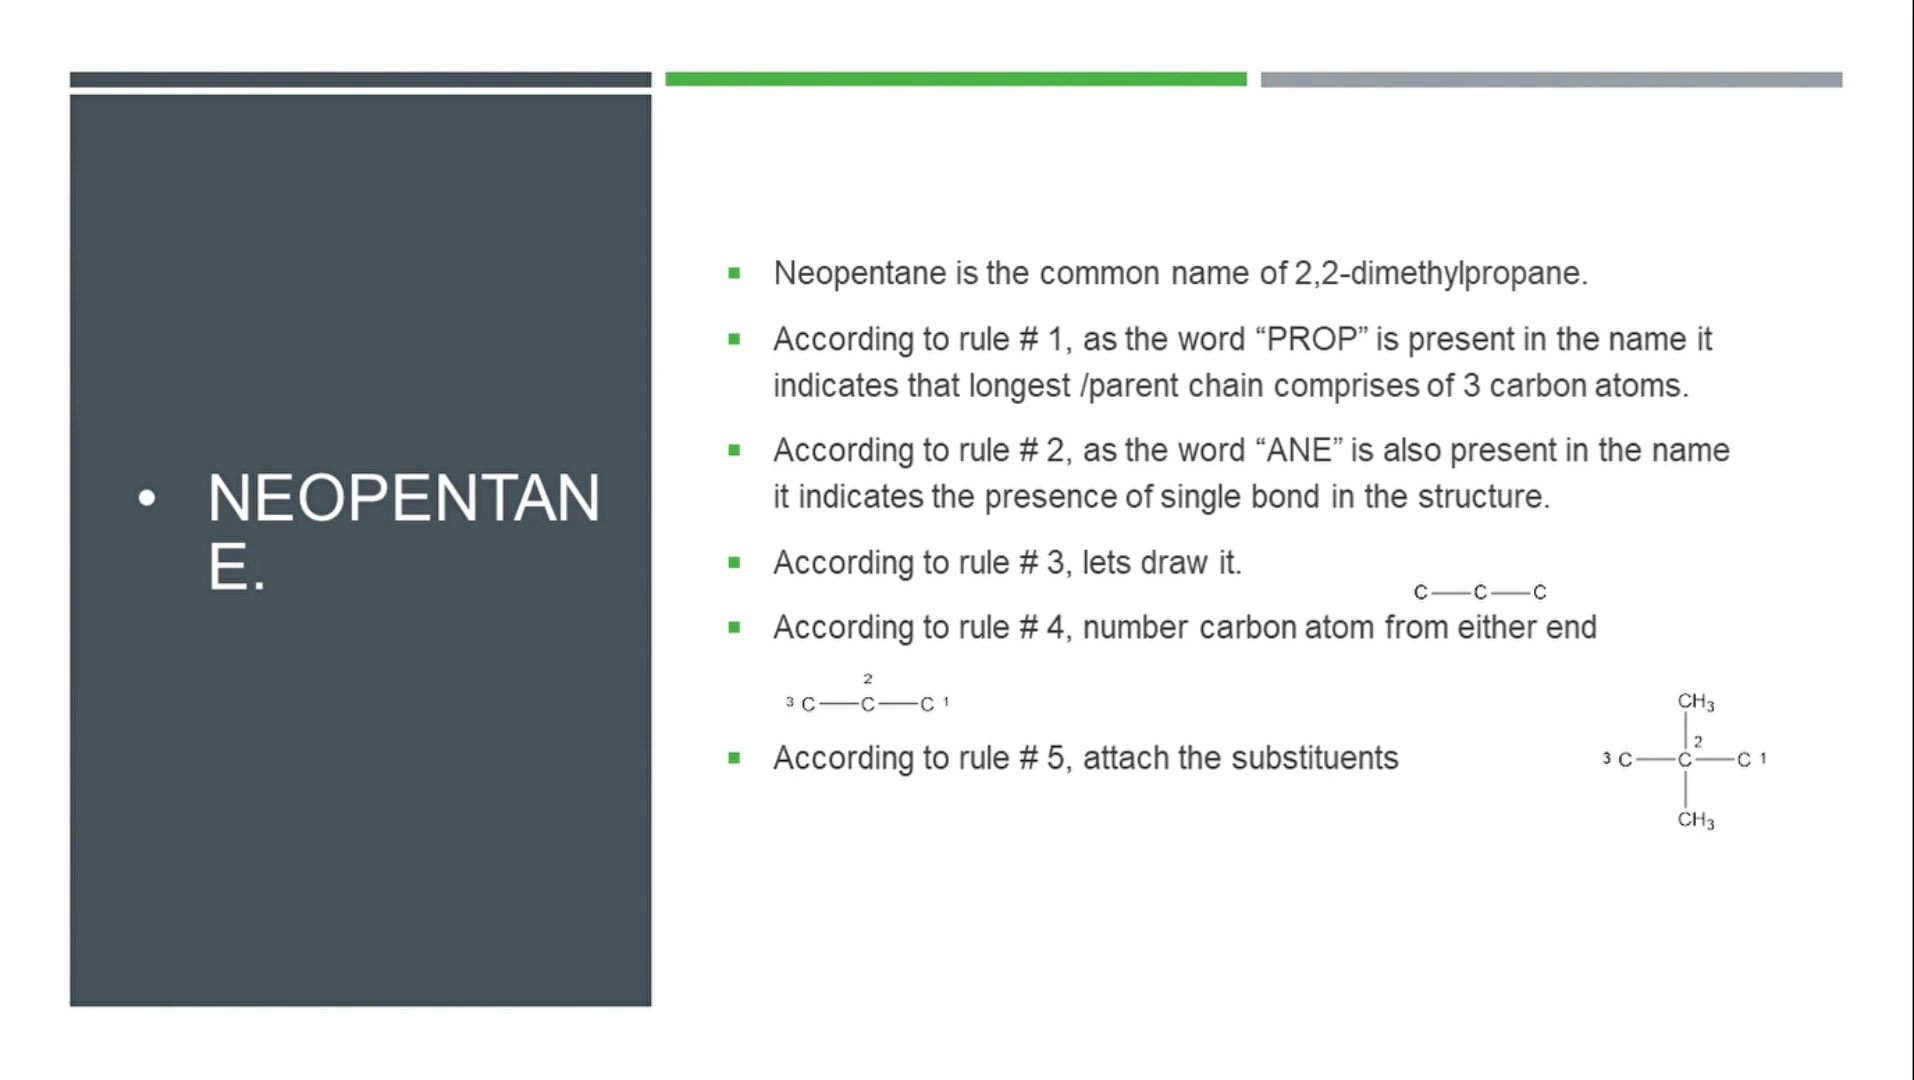 • NEOPENTAN
E.
▪ Neopentane is the common name of 2,2-dimethylpropane.
▪ According to rule # 1, as the word “PROP” is present in the name it
indicates that longest /parent chain comprises of 3 carbon atoms.
▪ According to rule # 2, as the word “ANE” is also present in the name
it indicates the presence of single bond in the structure.
▪ According to rule # 3, lets draw it.
C—C—C
▪ According to rule # 4, number carbon atom from either end
2
3 C—C—C 1
▪ According to rule # 5, attach the substituents
CH3
2
3 C—C—C 1
CH3